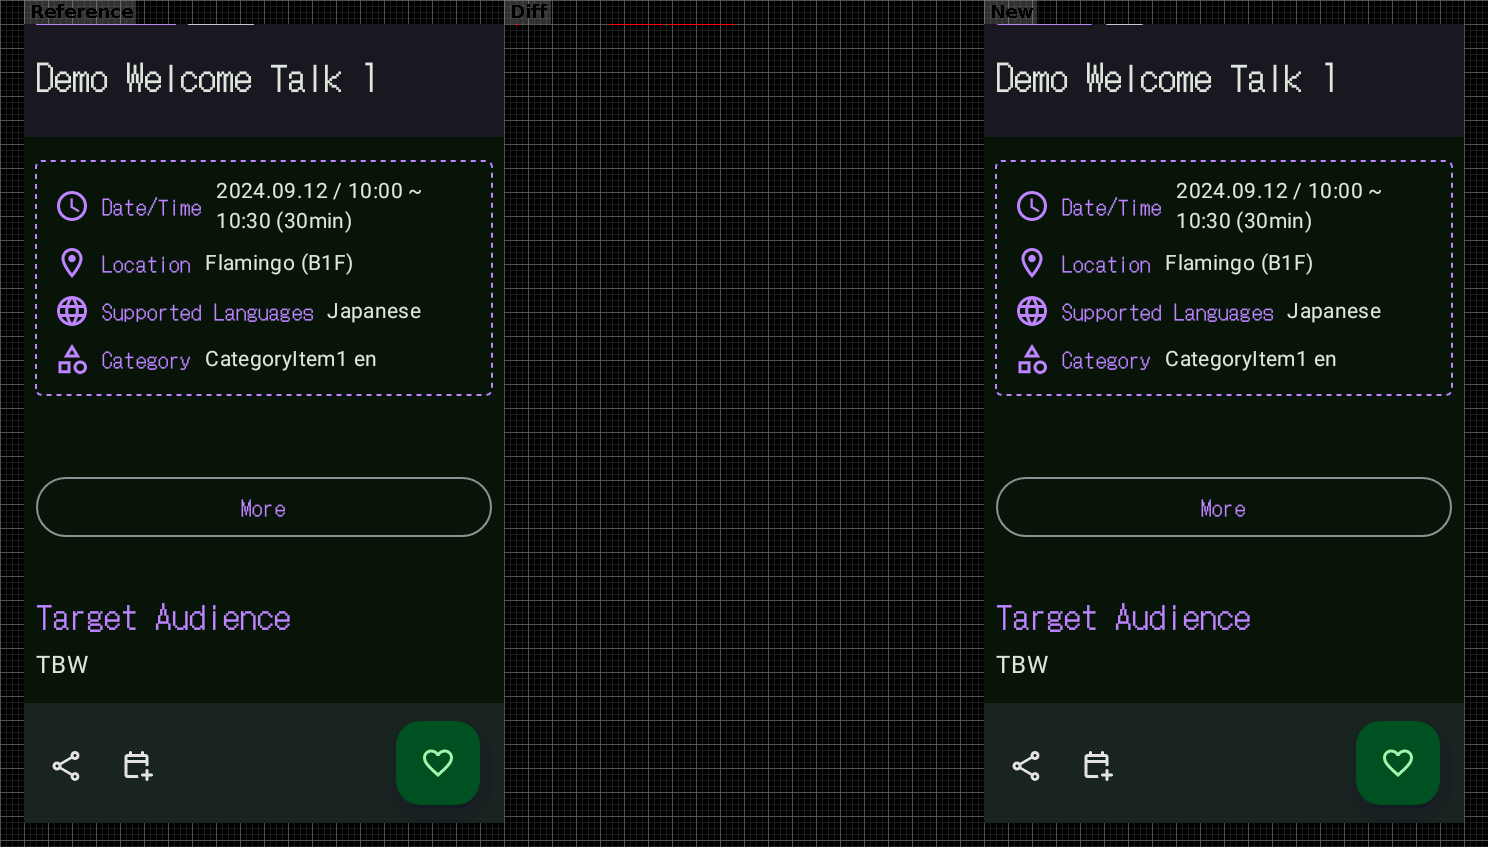 Reference
Diff
New
Demo Welcome Talk 1
Date/Time 2024.09.12 / 10:00 ~
10:30 (30min)
Location Flamingo (B1F)
Supported Languages Japanese
Category CategoryItem1 en
More
Target Audience
TBW
Demo Welcome Talk 1
Date/Time 2024.09.12 / 10:00 ~
10:30 (30min)
Location Flamingo (B1F)
Supported Languages Japanese
Category CategoryItem1 en
More
Target Audience
TBW